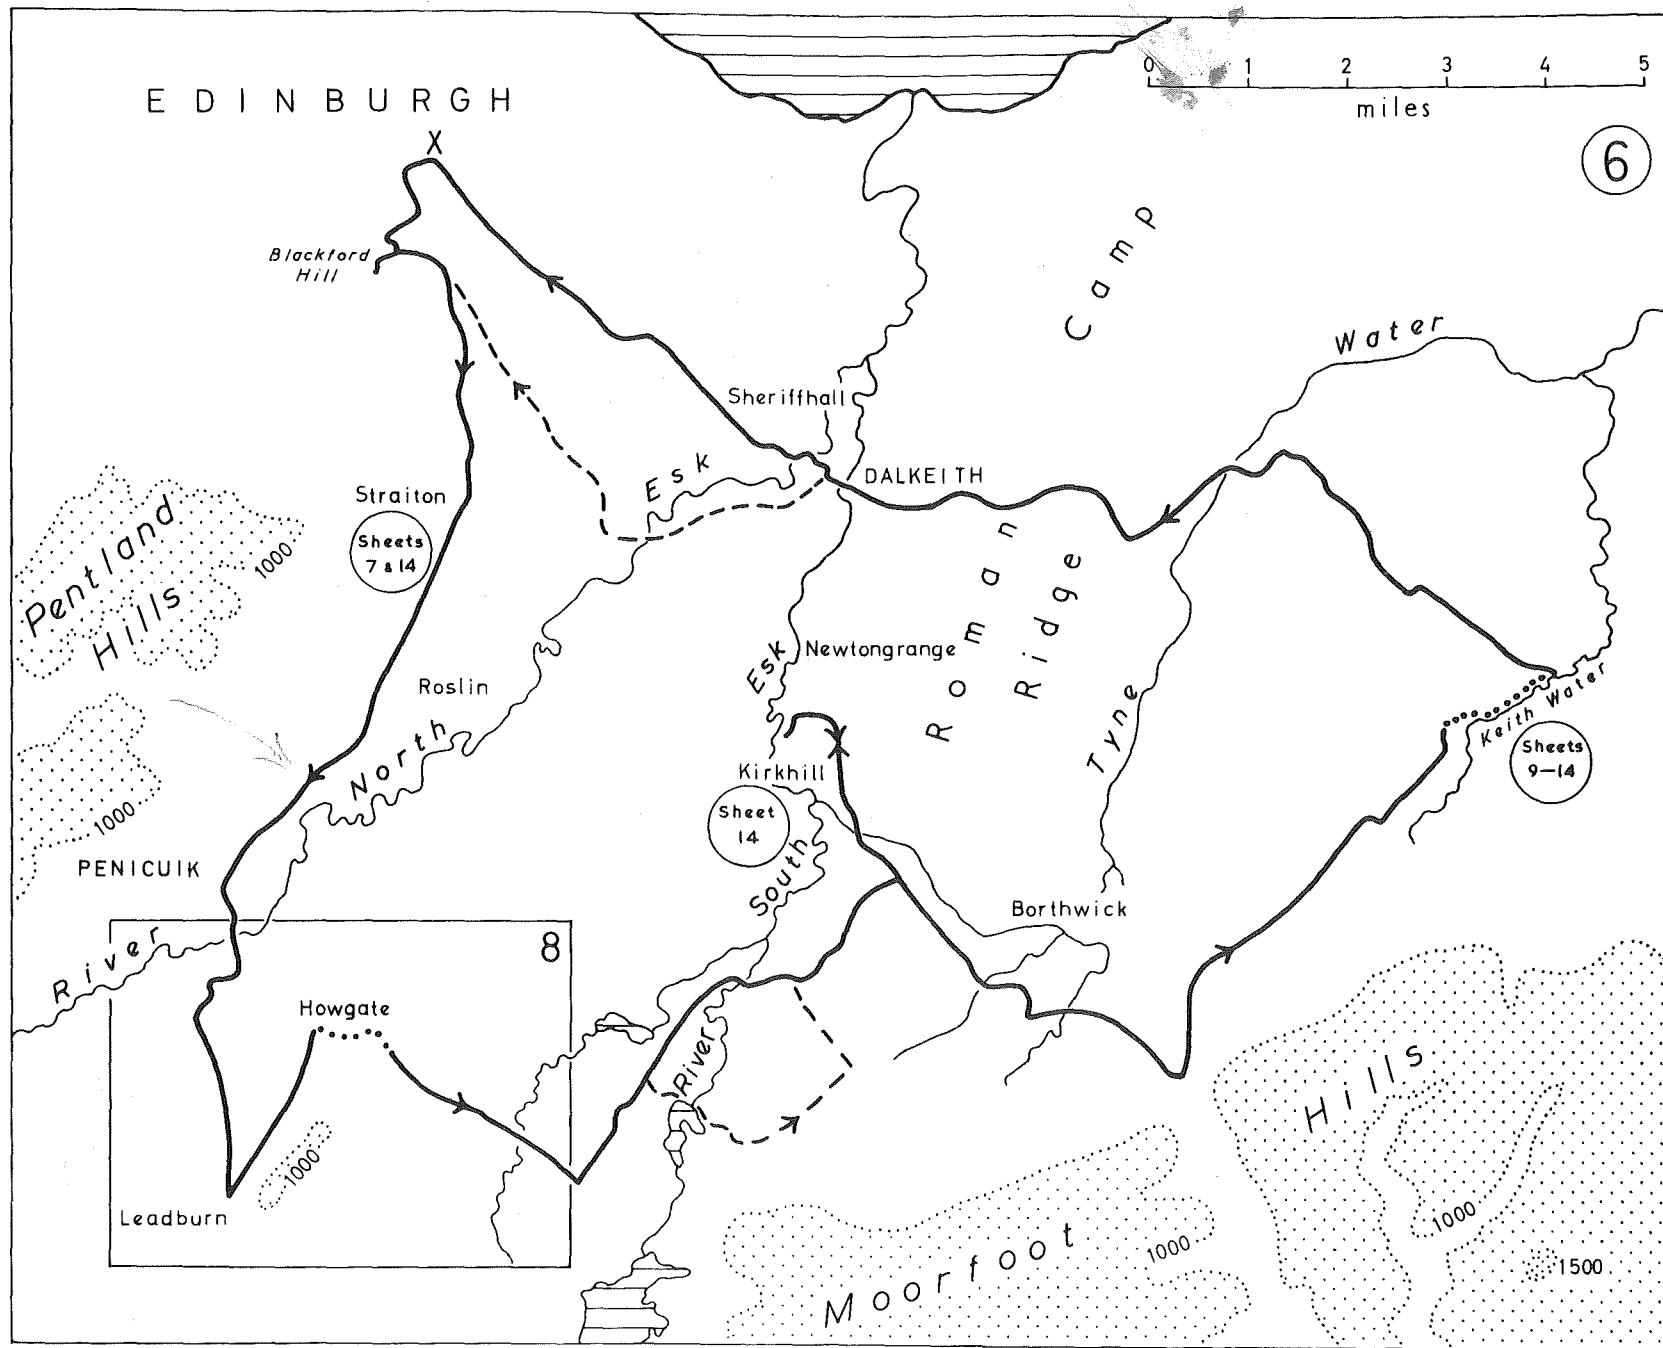 EDINBURGH
X
0 1 2 3 4 5
miles
6
Blackford
Hill
Camp
Water
Sheriffhall
Esk
DALKEITH
Straiton
Sheets
7 & 14
Pentland
Hills
1000
Roman
Ridge
Esk
Newtongrange
Roslin
North
Tyne
Keith Water
Sheets
9-14
Kirkhill
Sheet
14
1000
South
PENICUIK
Borthwick
River
8
Howgate
River
Hills
1000
Leadburn
1000
1000
1500
Moorfoot